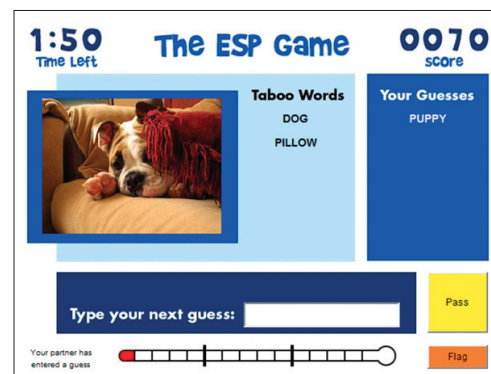 1:50
Time Left
The ESP Game
0070
score
Taboo Words
DOG
PILLOW
Your Guesses
PUPPY
Type your next guess:
Pass
Your partner has
entered a guess
Flag